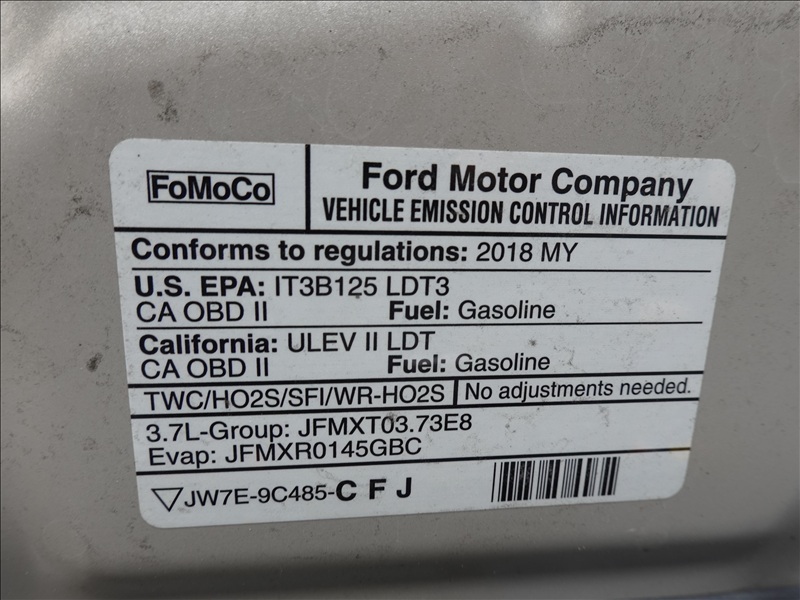 FoMoCo
Ford Motor Company
VEHICLE EMISSION CONTROL INFORMATION
Conforms to regulations: 2018 MY
U.S. EPA: IT3B125 LDT3
CA OBD II Fuel: Gasoline
California: ULEV II LDT
CA OBD II Fuel: Gasoline
TWC/HO2S/SFI/WR-HO2S No adjustments needed.
3.7L-Group: JFMXT03.73E8
Evap: JFMXR0145GBC
JW7E-9C485-C F J